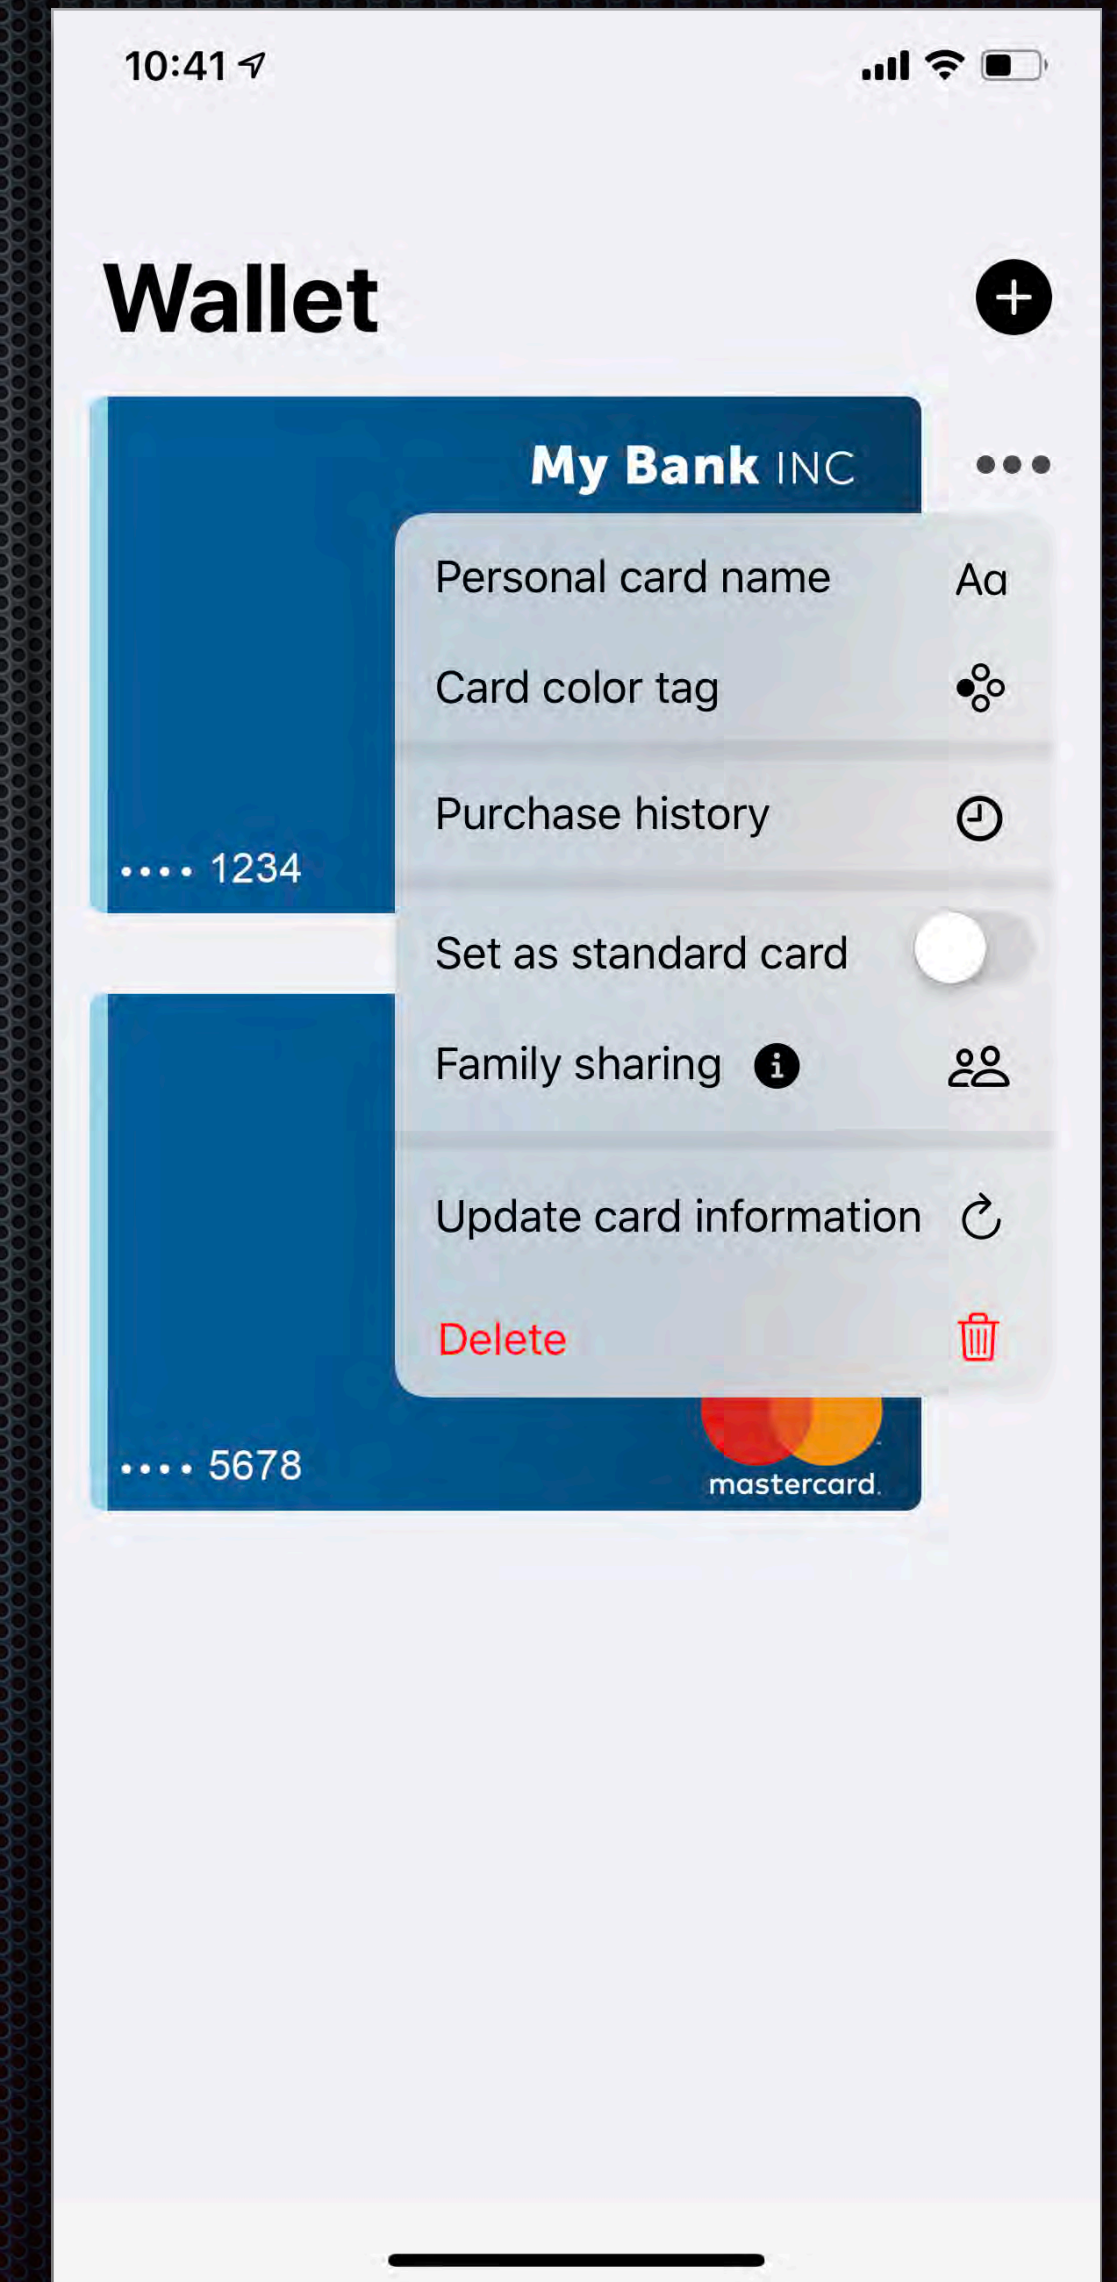 10:41
Wallet
My Bank INC
Personal card name Aa
Card color tag
Purchase history
•••• 1234
Set as standard card
Family sharing i
Update card information
Delete
•••• 5678
mastercard.